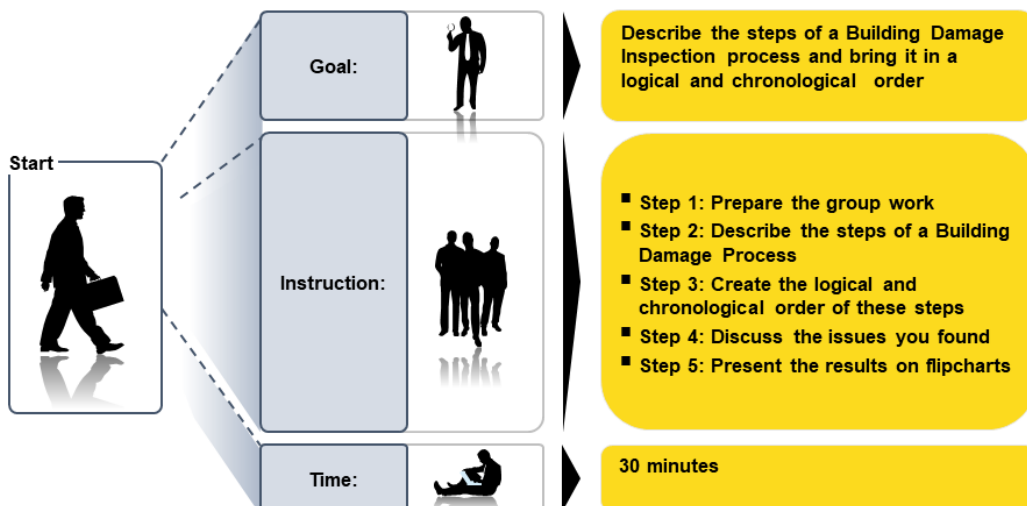 Start
Goal:
Describe the steps of a Building Damage
Inspection process and bring it in a
logical and chronological order
Instruction:
▪ Step 1: Prepare the group work
▪ Step 2: Describe the steps of a Building
Damage Process
▪ Step 3: Create the logical and
chronological order of these steps
▪ Step 4: Discuss the issues you found
▪ Step 5: Present the results on flipcharts
Time:
30 minutes